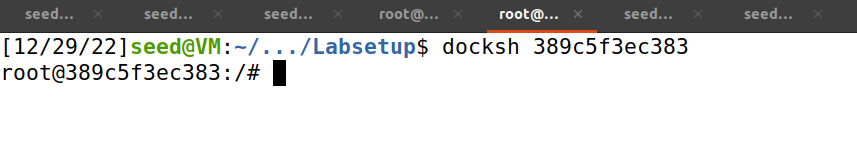 seed... × seed... × seed... × root@... × root@... × seed... × seed... ×
[12/29/22]seed@VM:~/.../Labsetup$ docksh 389c5f3ec383
root@389c5f3ec383:/#